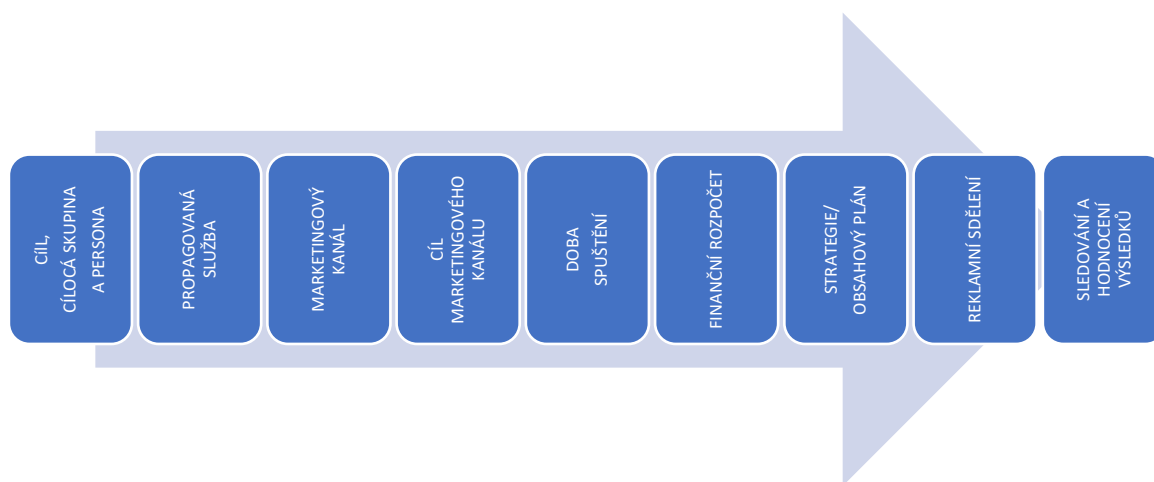 CÍL,
CÍLOCÁ SKUPINA
A PERSONA
PROPAGOVANÁ
SLUŽBA
MARKETINGOVÝ
KANÁL
CÍL
MARKETINGOVÉHO
KANÁLU
DOBA
SPUŠTĚNÍ
FINANČNÍ ROZPOČET
STRATEGIE/
OBSAHOVÝ PLÁN
REKLAMNÍ SDĚLENÍ
SLEDOVÁNÍ A
HODNOCENÍ
VÝSLEDKŮ